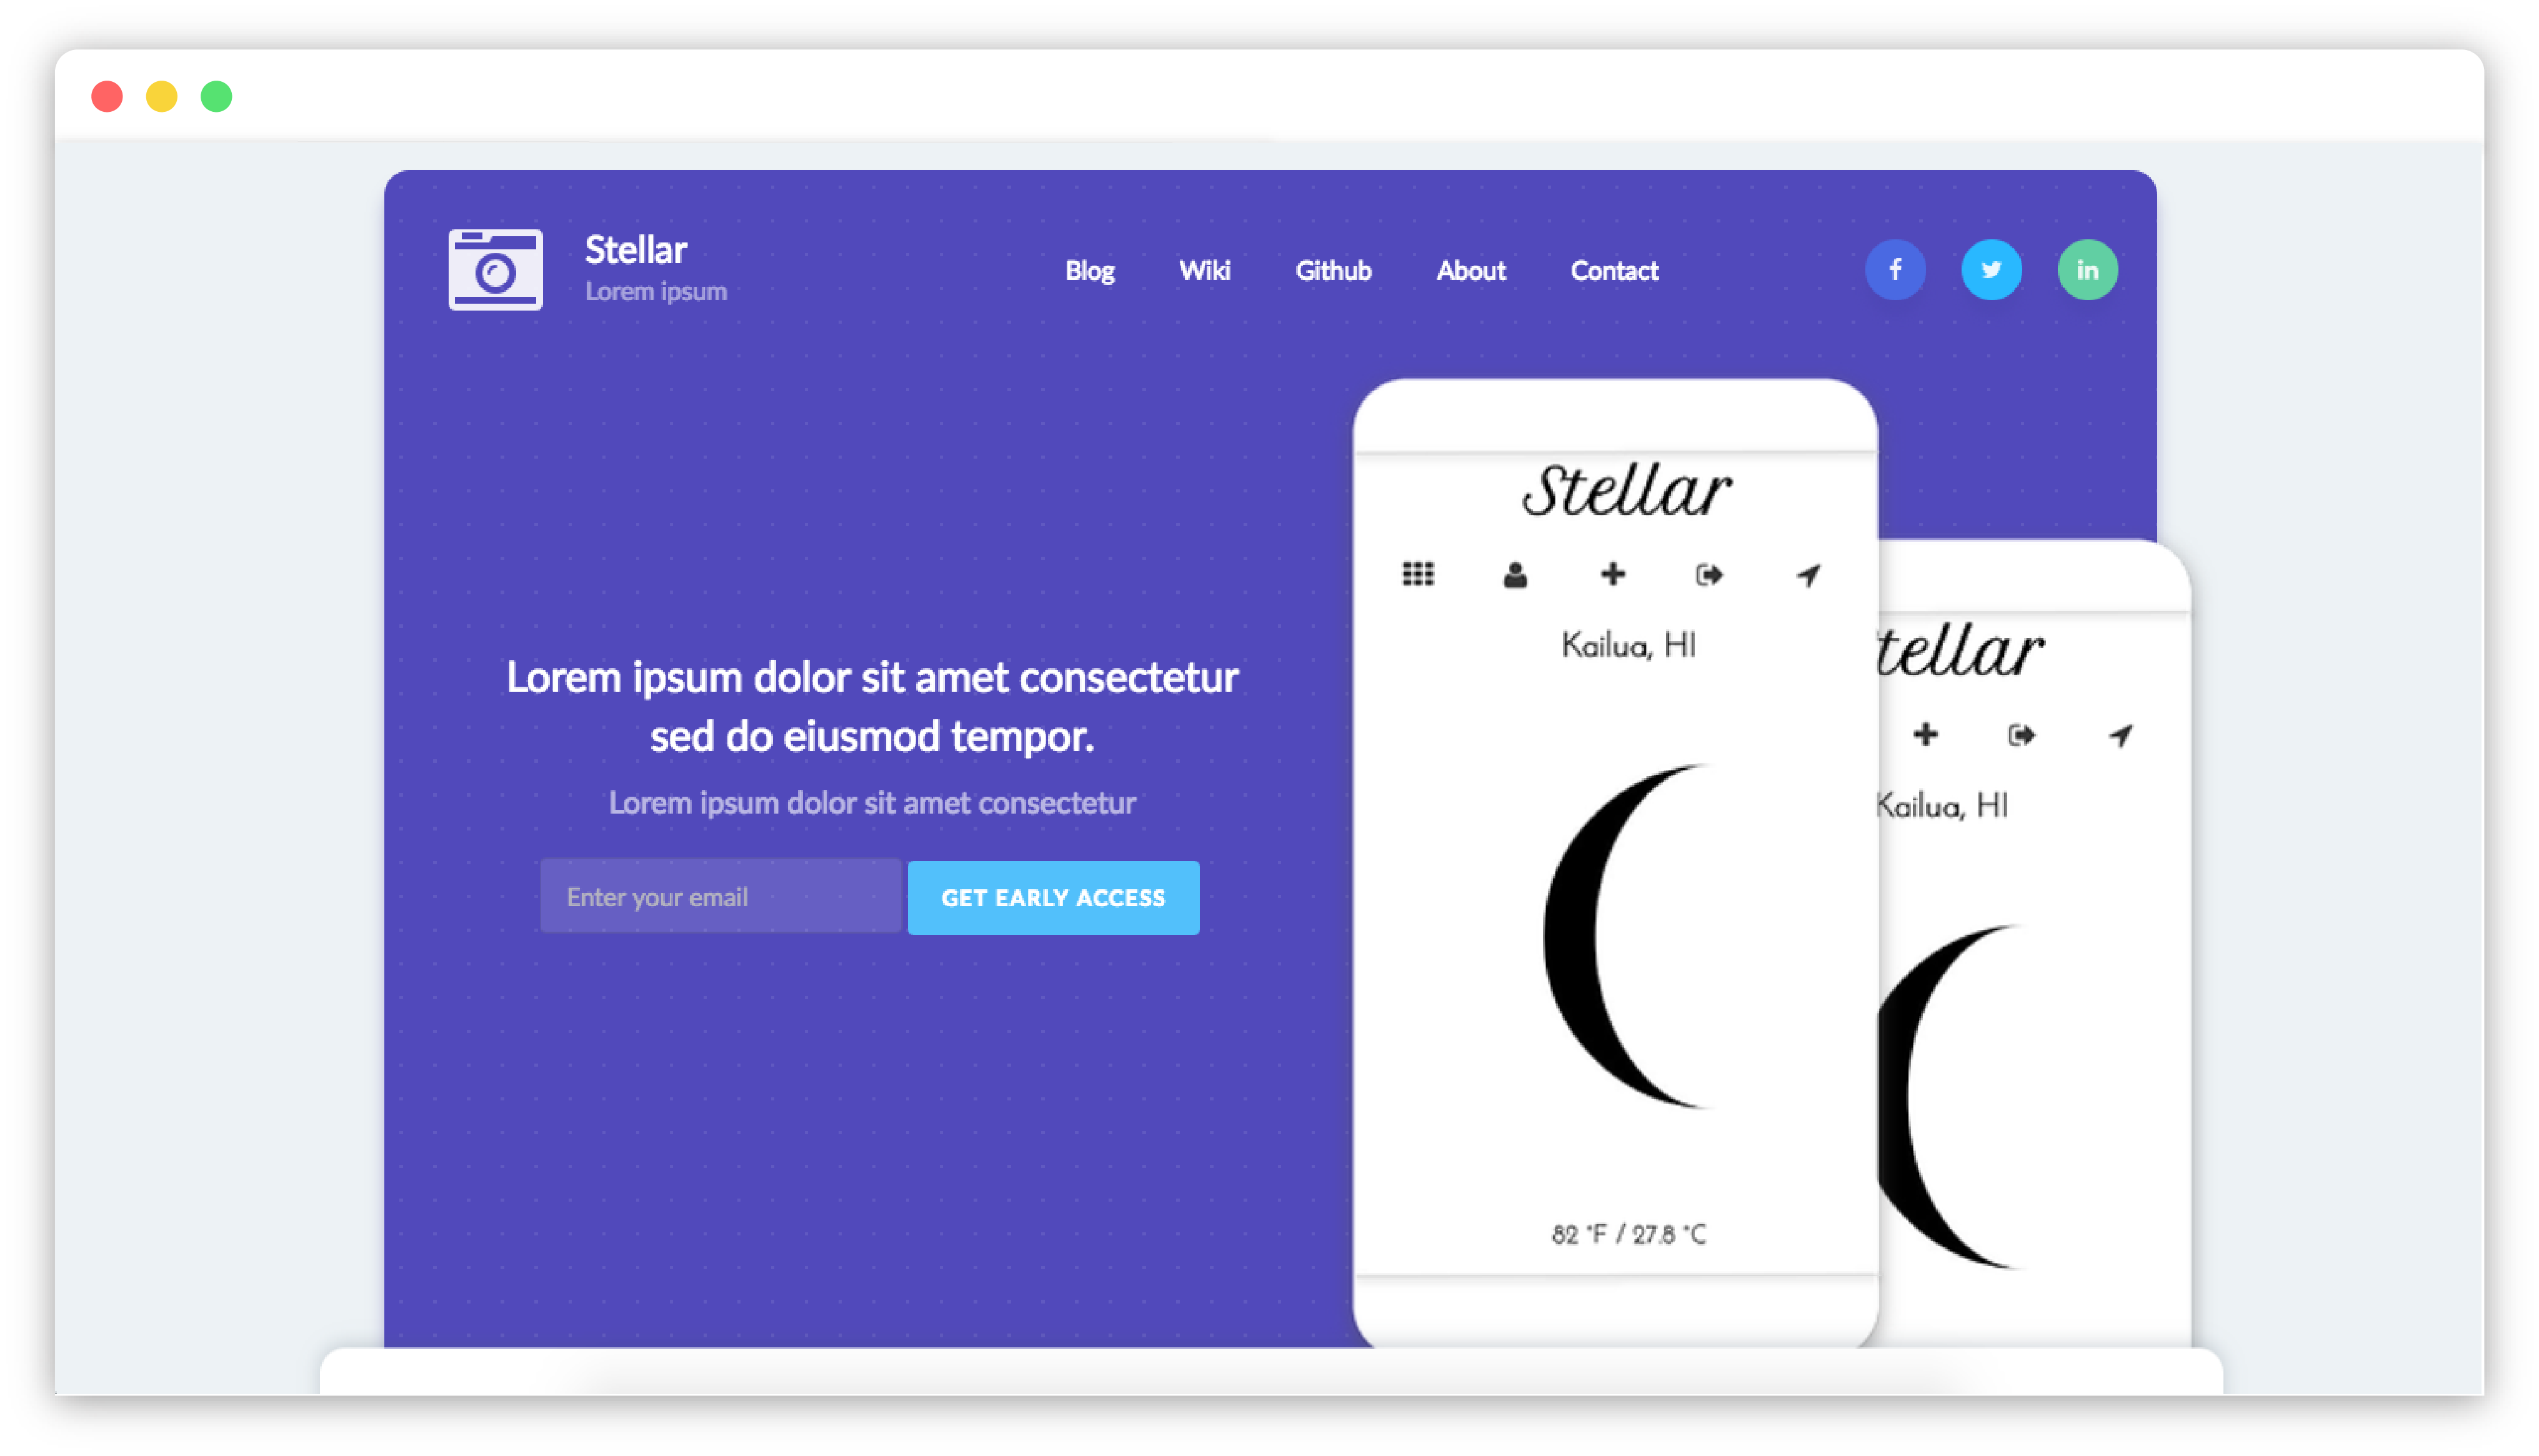 Stellar
Lorem ipsum
Blog Wiki Github About Contact
f in
Lorem ipsum dolor sit amet consectetur
sed do eiusmod tempor.
Lorem ipsum dolor sit amet consectetur
Enter your email GET EARLY ACCESS
Stellar
Kailua, HI
82 °F / 27.8 °C
tellar
Kailua, HI